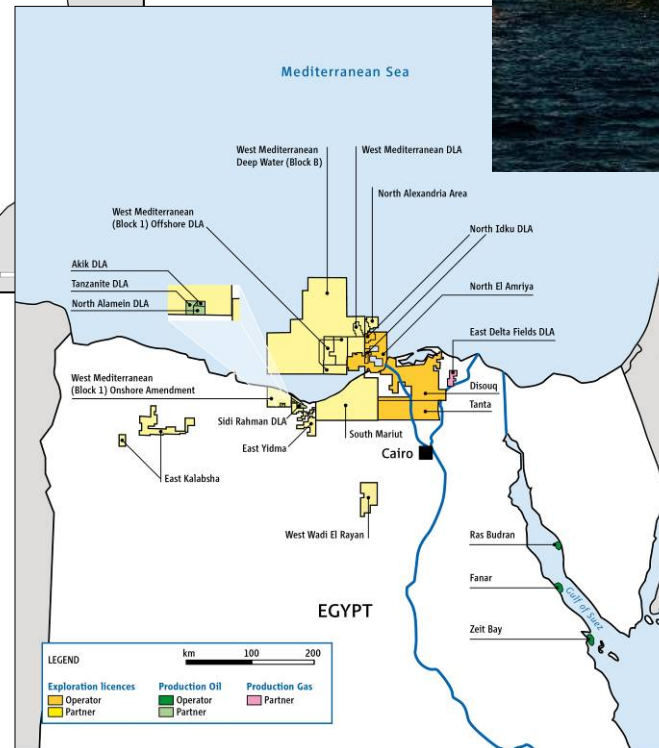 Mediterranean Sea
West Mediterranean
Deep Water (Block B)
West Mediterranean DLA
North Alexandria Area
West Mediterranean
(Block 1) Offshore DLA
North Idku DLA
Akik DLA
Tanzanite DLA
North Alamein DLA
North El Amriya
East Delta Fields DLA
West Mediterranean
(Block 1) Onshore Amendment
Disouq
Tanta
Sidi Rahman DLA
East Yidma
South Mariut
Cairo
East Kalabsha
West Wadi El Rayan
Ras Budran
Fanar
Gulf of Suez
Zeit Bay
EGYPT
LEGEND
km 100 200
Exploration licences
Operator
Partner
Production Oil
Operator
Partner
Production Gas
Partner